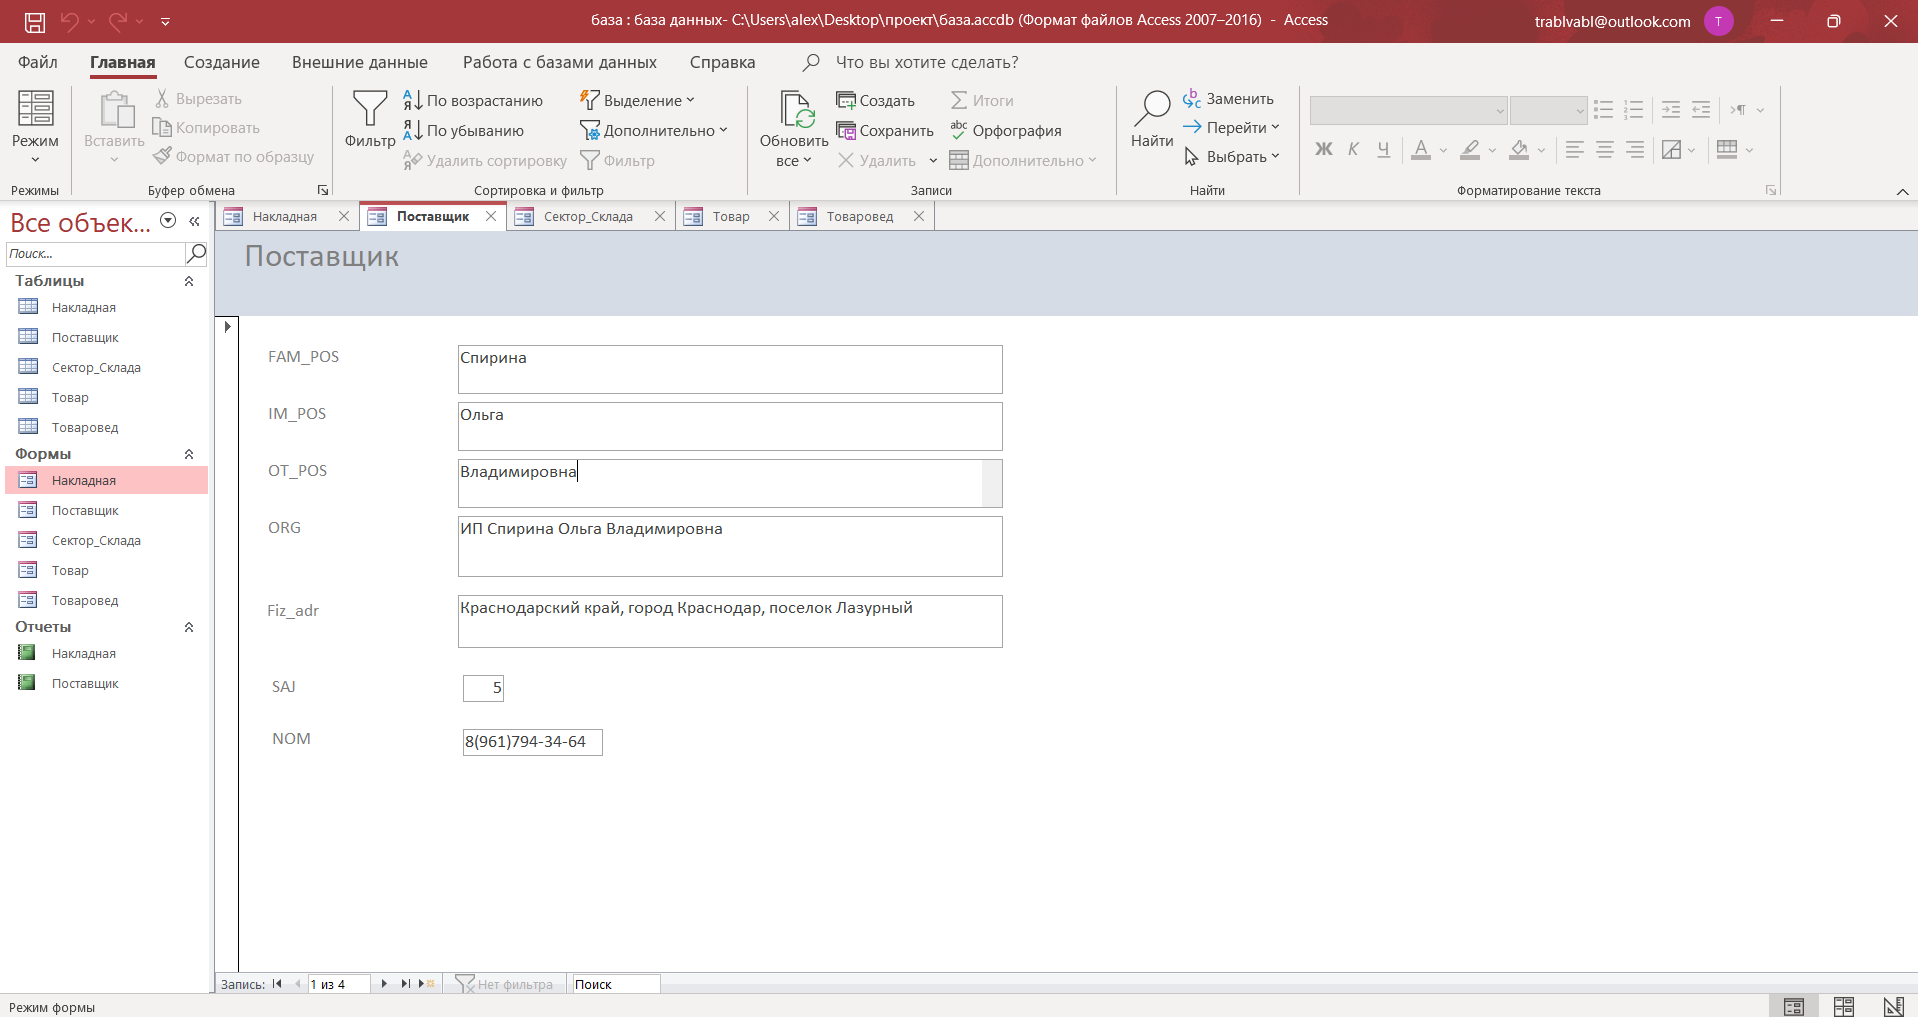 база : база данных- C:\Users\alex\Desktop\проект\база.accdb (Формат файлов Access 2007–2016) - Access
trablvabl@outlook.com
T
Файл
Главная
Создание
Внешние данные
Работа с базами данных
Справка
Что вы хотите сделать?
Режим
Режимы
Вставить
Вырезать
Копировать
Формат по образцу
Буфер обмена
Фильтр
По возрастанию
По убыванию
Удалить сортировку
Выделение
Дополнительно
Фильтр
Сортировка и фильтр
Обновить
все
Создать
Сохранить
Удалить
Итоги
Орфография
Дополнительно
Записи
Найти
Заменить
Перейти
Выбрать
Найти
Ж К Ч А
Форматирование текста
Все объек...
Поиск...
Таблицы
Накладная
Поставщик
Сектор_Склада
Товар
Товаровед
Формы
Накладная
Поставщик
Сектор_Склада
Товар
Товаровед
Отчеты
Накладная
Поставщик
Накладная
Поставщик
Сектор_Склада
Товар
Товаровед
Поставщик
FAM_POS
Спирина
IM_POS
Ольга
OT_POS
Владимировна
ORG
ИП Спирина Ольга Владимировна
Fiz_adr
Краснодарский край, город Краснодар, поселок Лазурный
SAJ
5
NOM
8(961)794-34-64
Запись:
1 из 4
Нет фильтра
Поиск
Режим формы